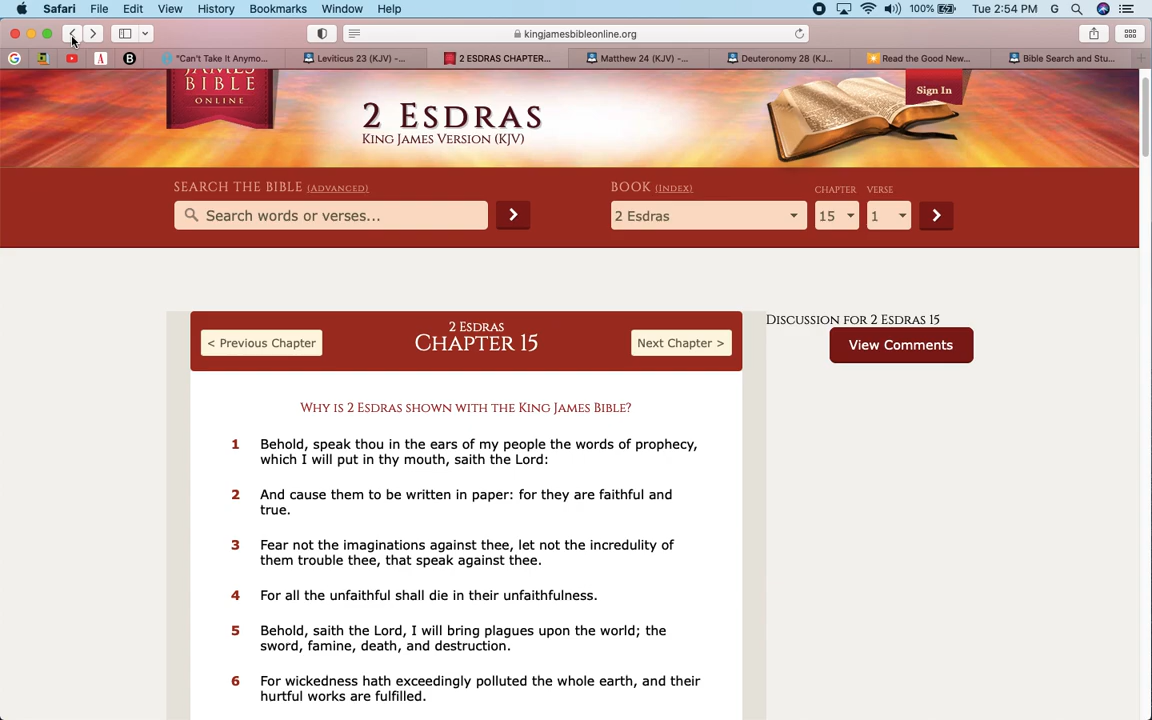 Safari File Edit View History Bookmarks Window Help 100% Tue 2:54 PM G
kingjamesbibleonline.org
"Can't Take It Anymo... Leviticus 23 (KJV) -... 2 ESDRAS CHAPTER... Matthew 24 (KJV) -... Deuteronomy 28 (KJ... Read the Good New... Bible Search and Stu...
JAMES
BIBLE
ONLINE
2 ESDRAS
KING JAMES VERSION (KJV)
Sign In
SEARCH THE BIBLE (ADVANCED) BOOK (INDEX) CHAPTER VERSE
Search words or verses... 2 Esdras 15 1
2 ESDRAS
< Previous Chapter CHAPTER 15 Next Chapter >
DISCUSSION FOR 2 ESDRAS 15
View Comments
WHY IS 2 ESDRAS SHOWN WITH THE KING JAMES BIBLE?
1 Behold, speak thou in the ears of my people the words of prophecy,
which I will put in thy mouth, saith the Lord:
2 And cause them to be written in paper: for they are faithful and
true.
3 Fear not the imaginations against thee, let not the incredulity of
them trouble thee, that speak against thee.
4 For all the unfaithful shall die in their unfaithfulness.
5 Behold, saith the Lord, I will bring plagues upon the world; the
sword, famine, death, and destruction.
6 For wickedness hath exceedingly polluted the whole earth, and their
hurtful works are fulfilled.